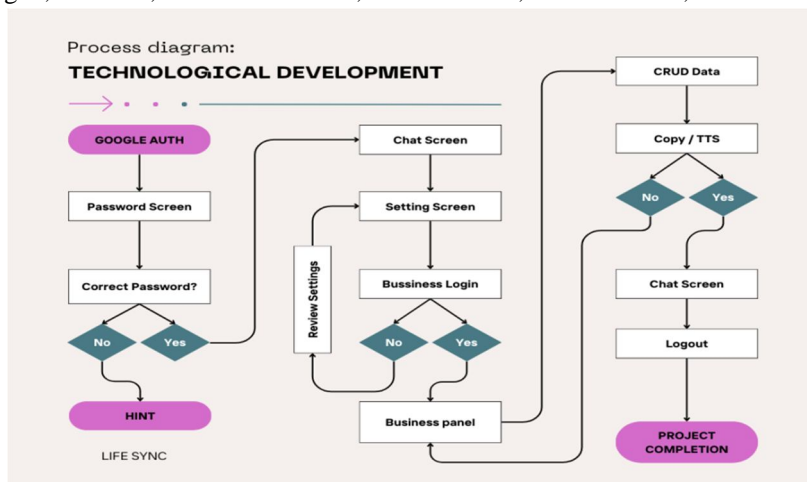 Process diagram:
TECHNOLOGICAL DEVELOPMENT
GOOGLE AUTH
Password Screen
Correct Password?
No
Yes
HINT
LIFE SYNC
Chat Screen
Setting Screen
Review Settings
Bussiness Login
No
Yes
Business panel
CRUD Data
Copy / TTS
No
Yes
Chat Screen
Logout
PROJECT
COMPLETION